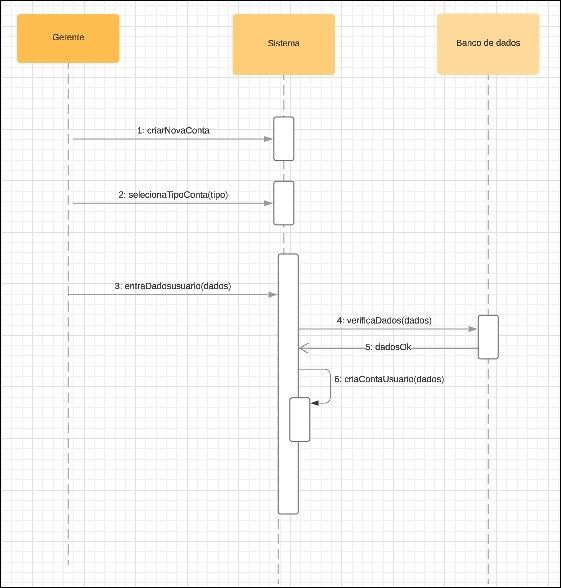 Gerente
Sistema
Banco de dados
1: criarNovaConta
2: selecionaTipoConta(tipo)
3: entraDadosusuario(dados)
4: verificaDados(dados)
5: dadosOk
6: criaContaUsuario(dados)